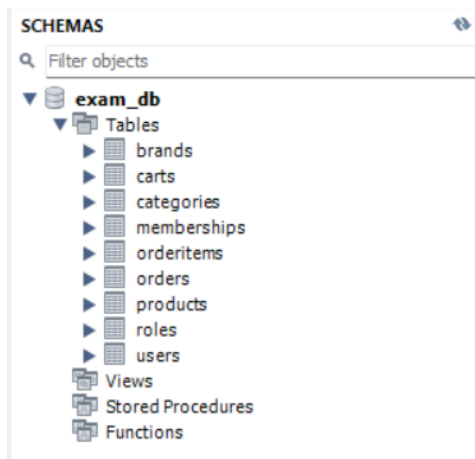 SCHEMAS
Filter objects
exam_db
Tables
brands
carts
categories
memberships
orderitems
orders
products
roles
users
Views
Stored Procedures
Functions